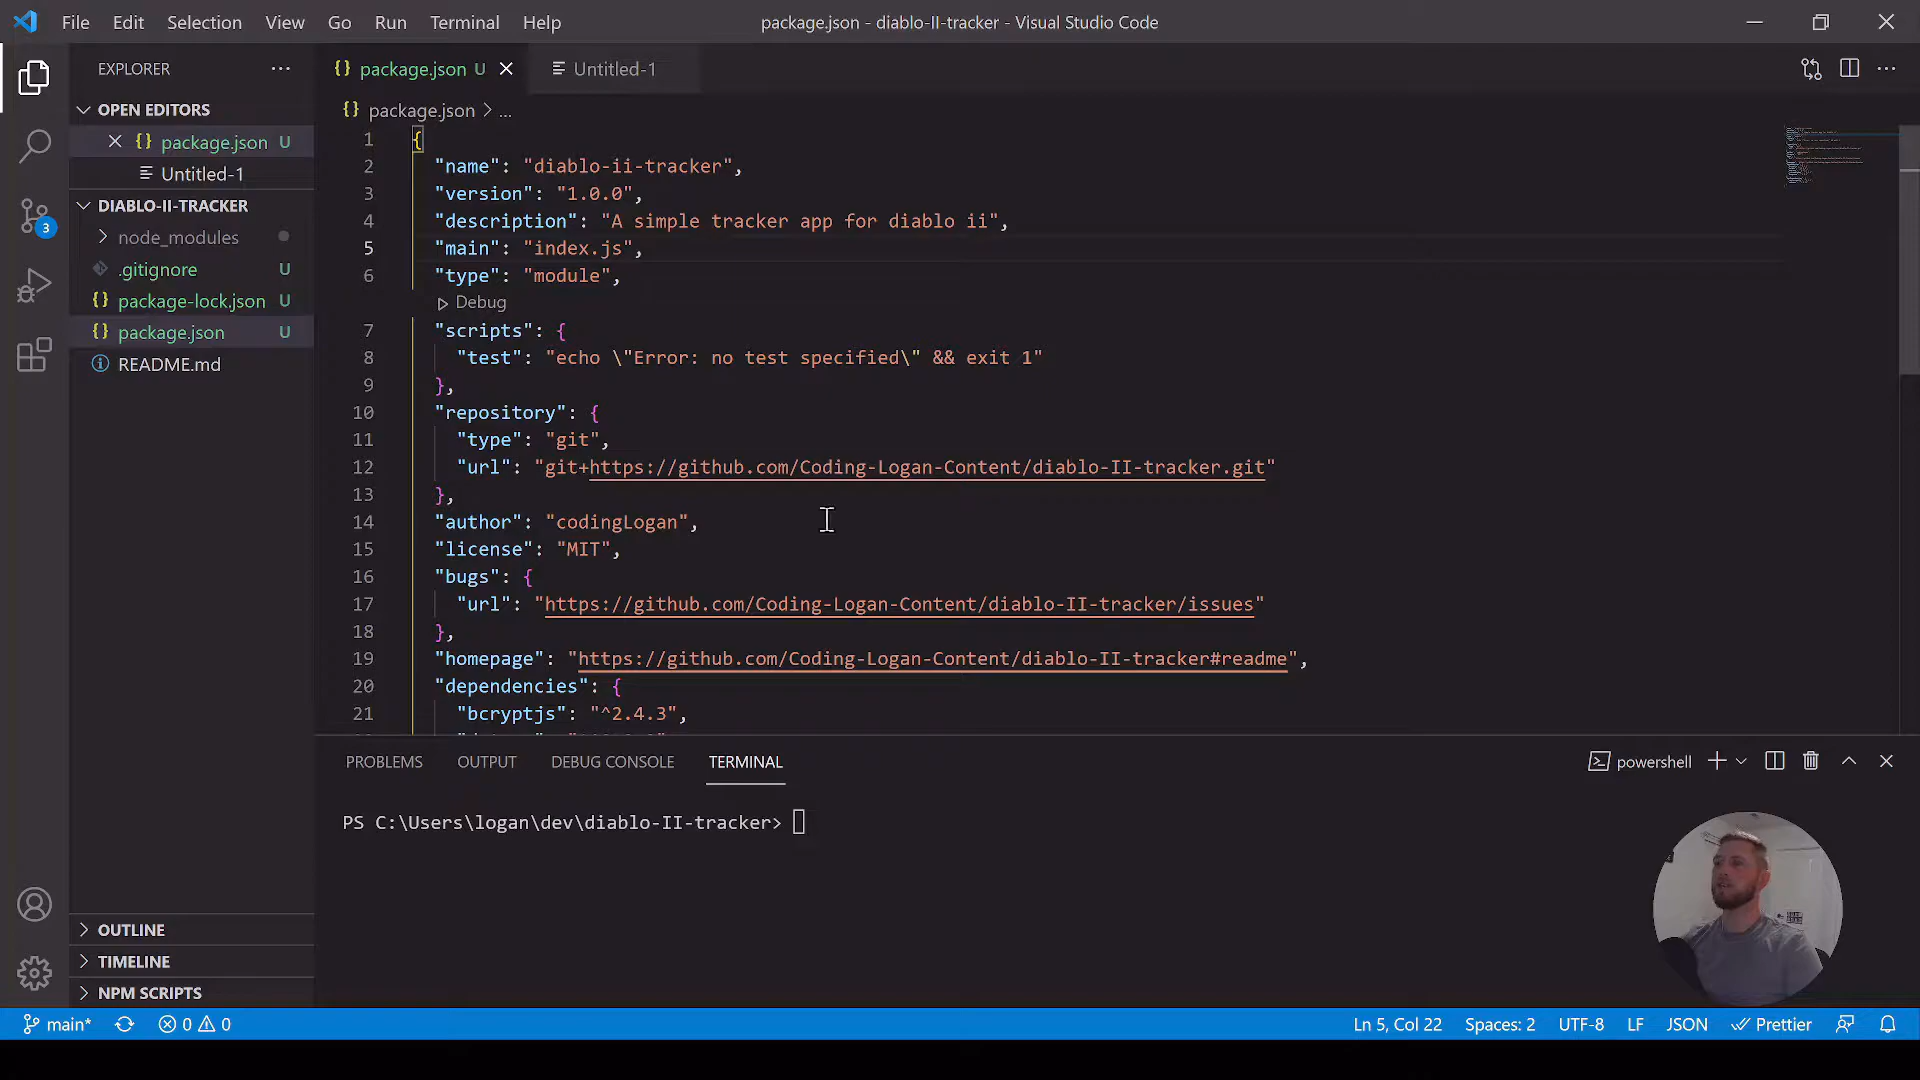 File Edit Selection View Go Run Terminal Help package.json - diablo-II-tracker - Visual Studio Code
EXPLORER
OPEN EDITORS
package.json U
Untitled-1
DIABLO-II-TRACKER
node_modules
.gitignore U
package-lock.json U
package.json U
README.md
OUTLINE
TIMELINE
NPM SCRIPTS
package.json U Untitled-1
package.json > ...
1 {
2 "name": "diablo-ii-tracker",
3 "version": "1.0.0",
4 "description": "A simple tracker app for diablo ii",
5 "main": "index.js",
6 "type": "module",
Debug
7 "scripts": {
8 "test": "echo \"Error: no test specified\" && exit 1"
9 },
10 "repository": {
11 "type": "git",
12 "url": "git+https://github.com/Coding-Logan-Content/diablo-II-tracker.git"
13 },
14 "author": "codingLogan",
15 "license": "MIT",
16 "bugs": {
17 "url": "https://github.com/Coding-Logan-Content/diablo-II-tracker/issues"
18 },
19 "homepage": "https://github.com/Coding-Logan-Content/diablo-II-tracker#readme",
20 "dependencies": {
21 "bcryptjs": "^2.4.3",
PROBLEMS OUTPUT DEBUG CONSOLE TERMINAL powershell
PS C:\Users\logan\dev\diablo-II-tracker>
3
main* 0 0 Ln 5, Col 22 Spaces: 2 UTF-8 LF JSON Prettier